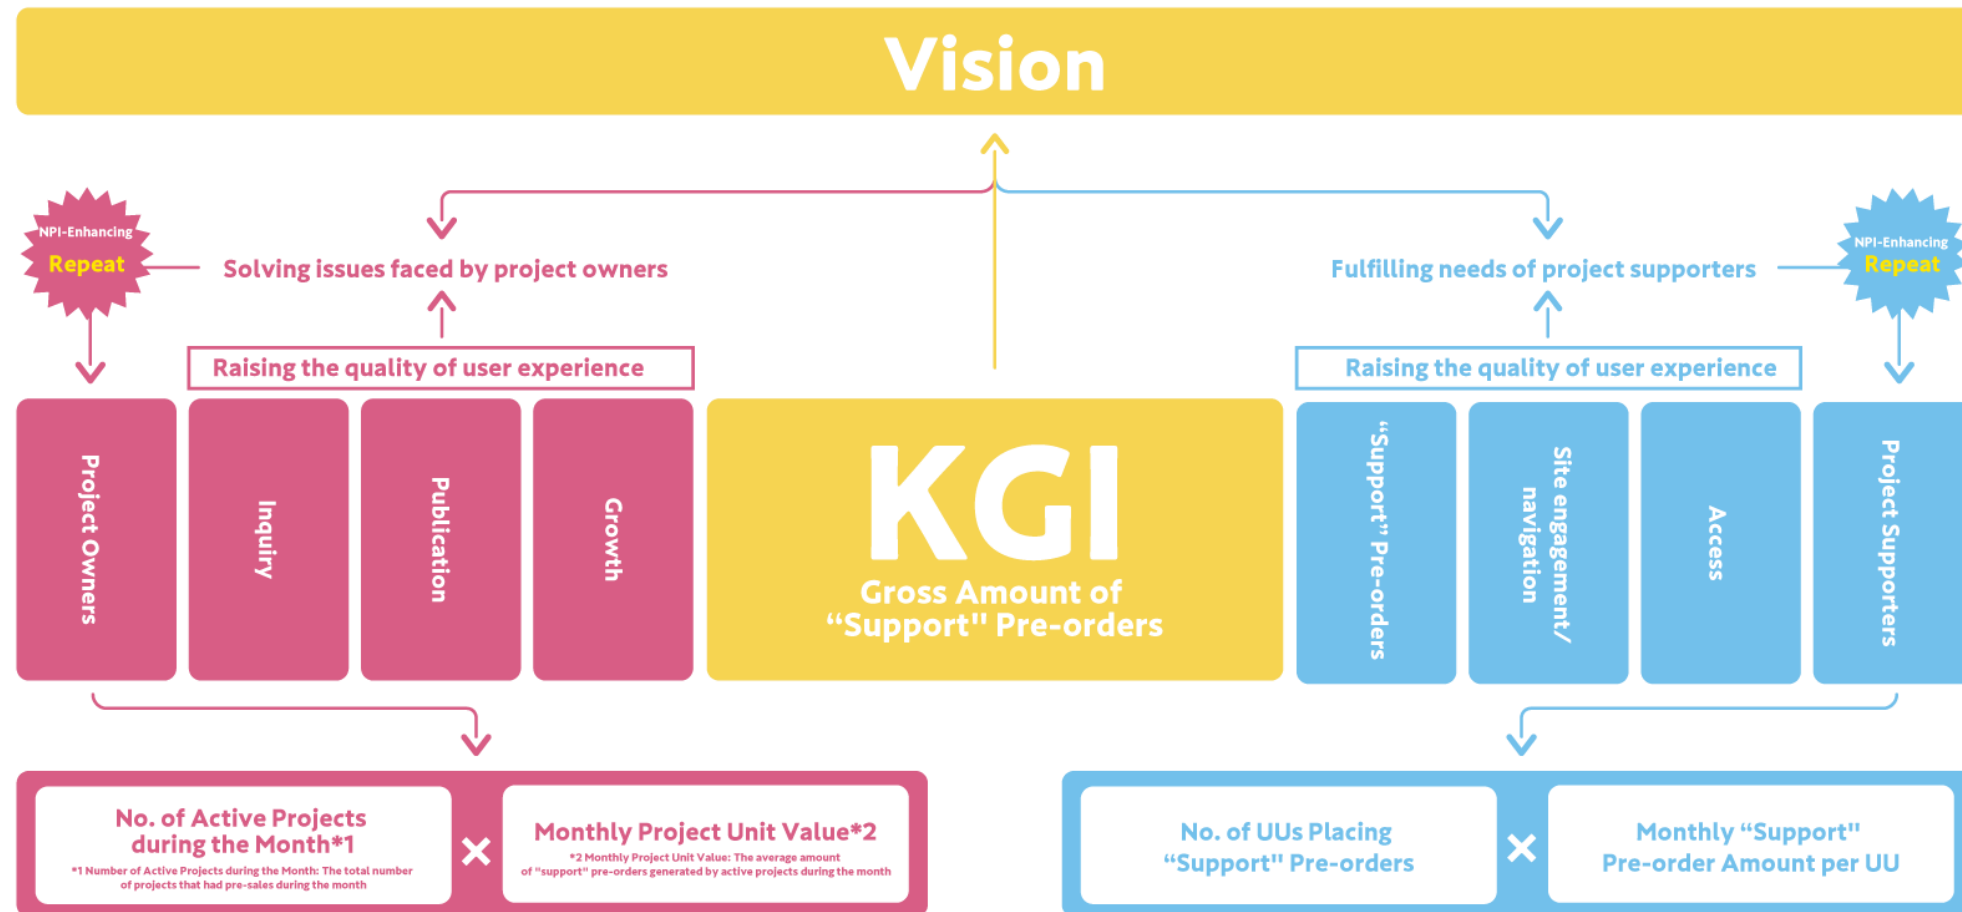 Vision
NPI-Enhancing
Repeat
Solving issues faced by project owners
Fulfilling needs of project supporters
NPI-Enhancing
Repeat
Raising the quality of user experience
Raising the quality of user experience
Project Owners
Inquiry
Publication
Growth
KGI
Gross Amount of
“Support" Pre-orders
“Support” Pre-orders
Site engagement/
navigation
Access
Project Supporters
No. of Active Projects
during the Month*1
*1 Number of Active Projects during the Month: The total number
of projects that had pre-sales during the month
×
Monthly Project Unit Value*2
*2 Monthly Project Unit Value: The average amount
of "support" pre-orders generated by active projects during the month
No. of UUs Placing
“Support" Pre-orders
×
Monthly “Support"
Pre-order Amount per UU